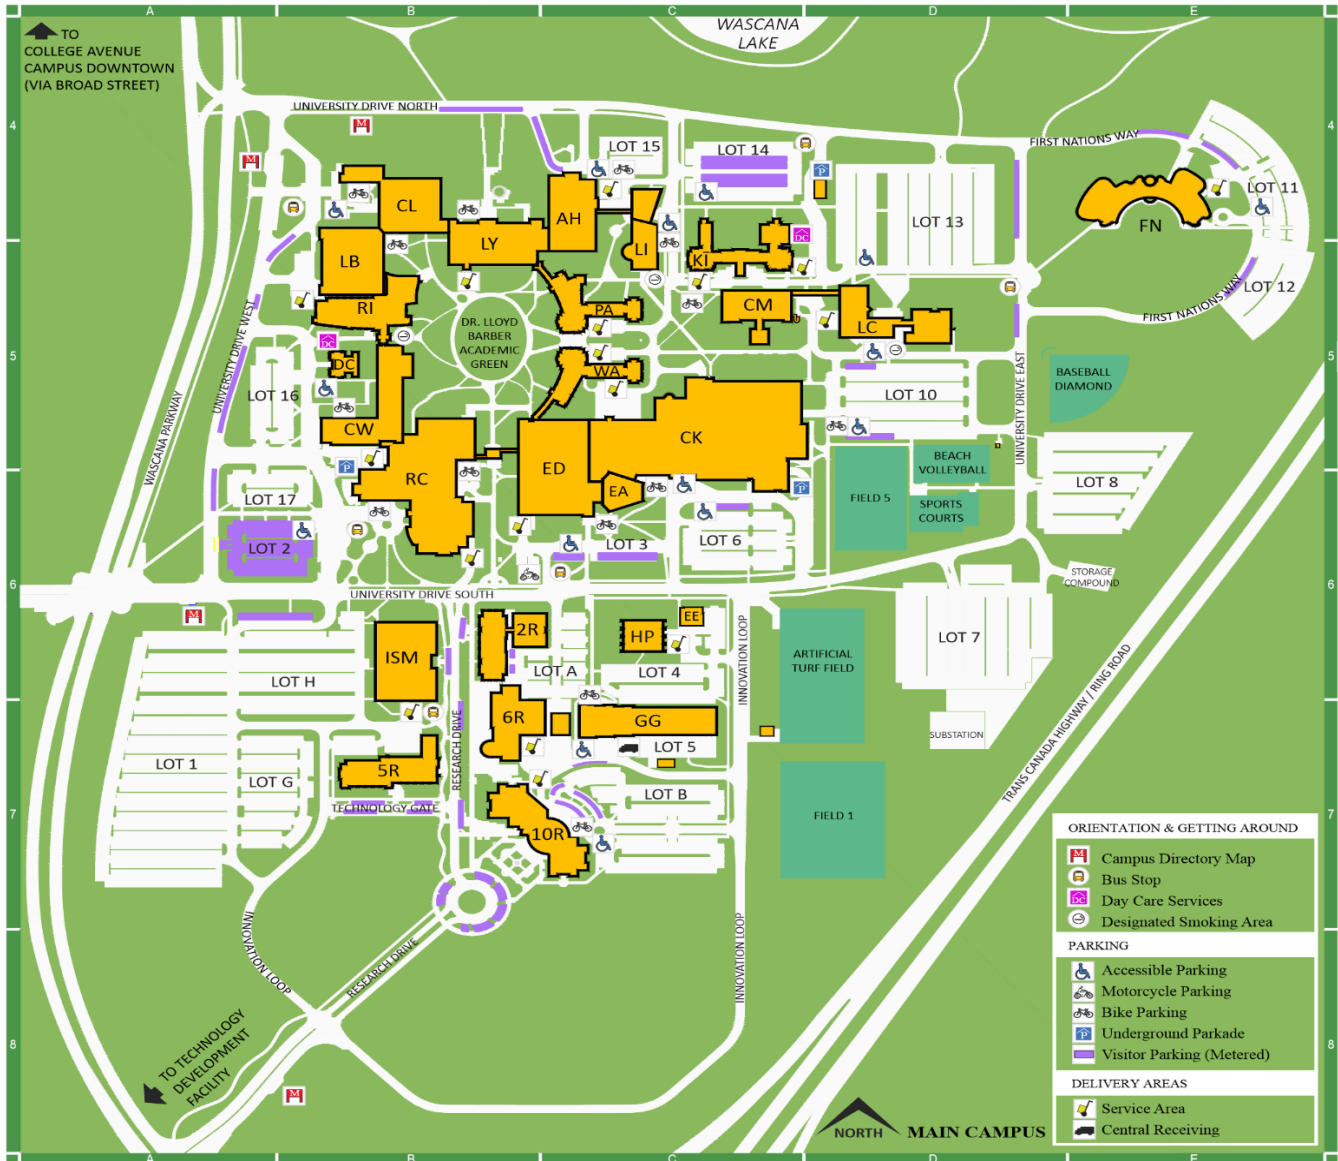 A
B
C
D
E
TO
COLLEGE AVENUE
CAMPUS DOWNTOWN
(VIA BROAD STREET)
WASCANA
LAKE
UNIVERSITY DRIVE NORTH
4
4
M
M
LOT 15
LOT 14
FIRST NATIONS WAY
P
LOT 11
CL
AH
LY
LI
KI
DC
LOT 13
FN
LB
RI
PA
CM
LC
LOT 12
FIRST NATIONS WAY
DR. LLOYD
BARBER
ACADEMIC
GREEN
DC
DC
WA
5
5
UNIVERSITY DRIVE WEST
WASCANA PARKWAY
LOT 16
CW
LOT 10
UNIVERSITY DRIVE EAST
BASEBALL
DIAMOND
CK
ED
RC
EA
P
P
BEACH
VOLLEYBALL
LOT 8
LOT 17
FIELD 5
SPORTS
COURTS
LOT 2
LOT 3
LOT 6
STORAGE
COMPOUND
6
6
UNIVERSITY DRIVE SOUTH
M
2R
EE
HP
ISM
INNOVATION LOOP
ARTIFICIAL
TURF FIELD
LOT 7
LOT H
LOT A
LOT 4
6R
GG
SUBSTATION
LOT 1
5R
LOT 5
RESEARCH DRIVE
LOT G
LOT B
TECHNOLOGY GATE
TRANS CANADA HIGHWAY / RING ROAD
7
7
10R
FIELD 1
INNOVATION LOOP
RESEARCH DRIVE
INNOVATION LOOP
8
8
TO TECHNOLOGY
DEVELOPMENT
FACILITY
M
NORTH
MAIN CAMPUS
ORIENTATION & GETTING AROUND
M Campus Directory Map
Bus Stop
DC Day Care Services
Designated Smoking Area
PARKING
Accessible Parking
Motorcycle Parking
Bike Parking
P Underground Parkade
Visitor Parking (Metered)
DELIVERY AREAS
Service Area
Central Receiving
A
B
C
D
E